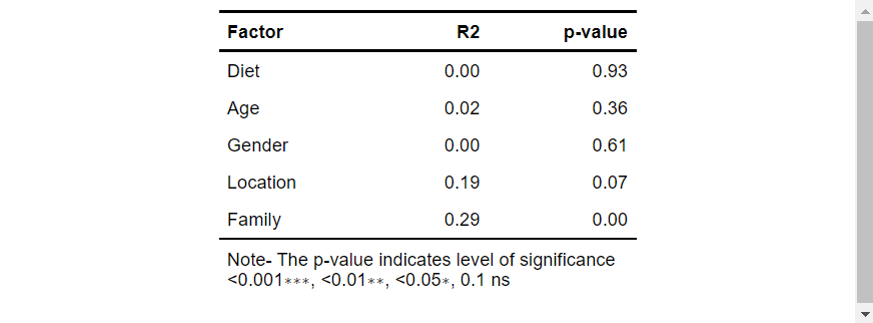 Factor R2 p-value
Diet 0.00 0.93
Age 0.02 0.36
Gender 0.00 0.61
Location 0.19 0.07
Family 0.29 0.00
Note- The p-value indicates level of significance
<0.001***, <0.01**, <0.05*, 0.1 ns